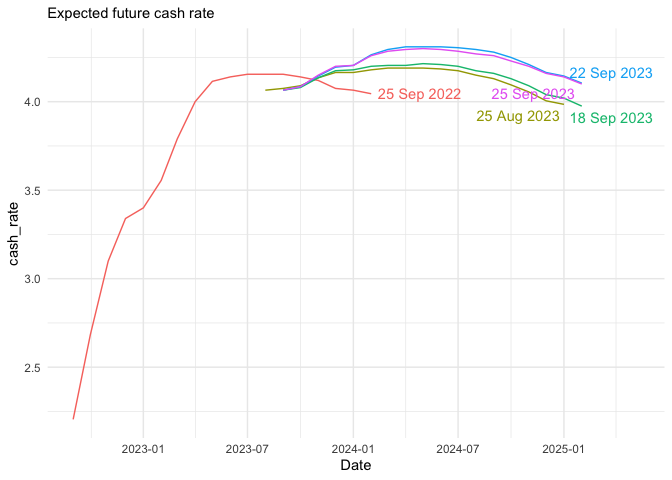 Expected future cash rate
22 Sep 2023
25 Sep 2022
25 Sep 2023
25 Aug 2023
18 Sep 2023
4.0
3.5
3.0
2.5
cash_rate
2023-01
2023-07
2024-01
2024-07
2025-01
Date